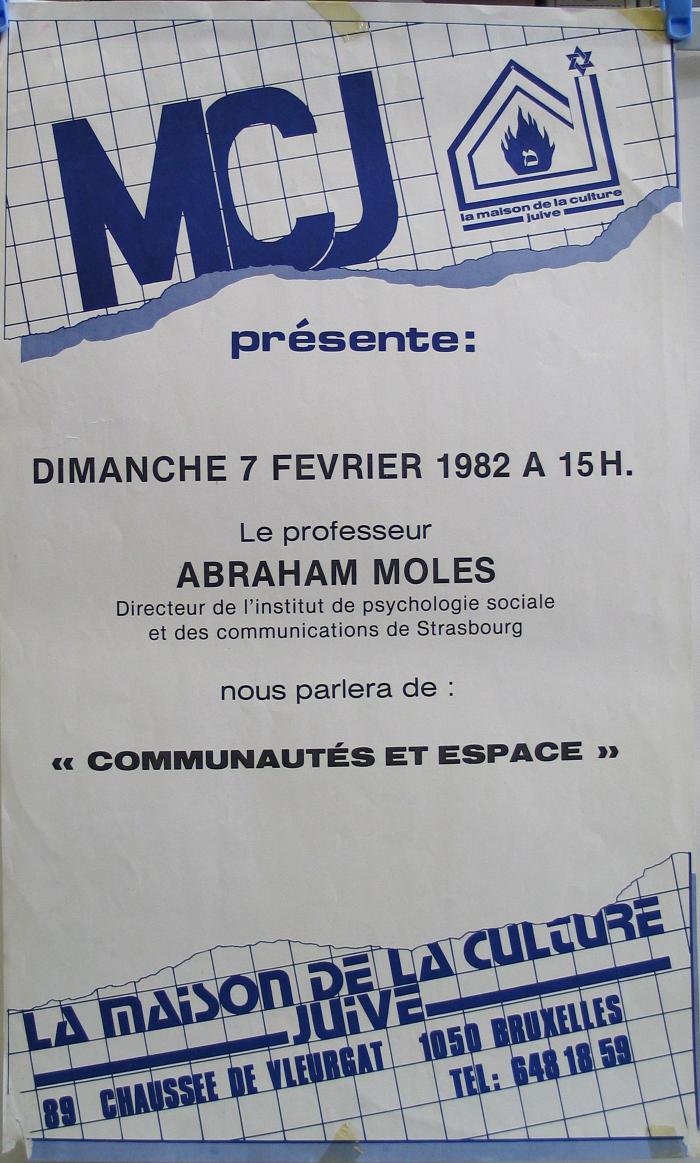 MCJ
la maison de la culture
juive
présente:
DIMANCHE 7 FEVRIER 1982 A 15H.
Le professeur
ABRAHAM MOLES
Directeur de l'institut de psychologie sociale
et des communications de Strasbourg
nous parlera de :
« COMMUNAUTÉS ET ESPACE »
LA MAISON DE LA CULTURE
JUIVE
89 CHAUSSEE DE VLEURGAT 1050 BRUXELLES
TEL: 648 18 59